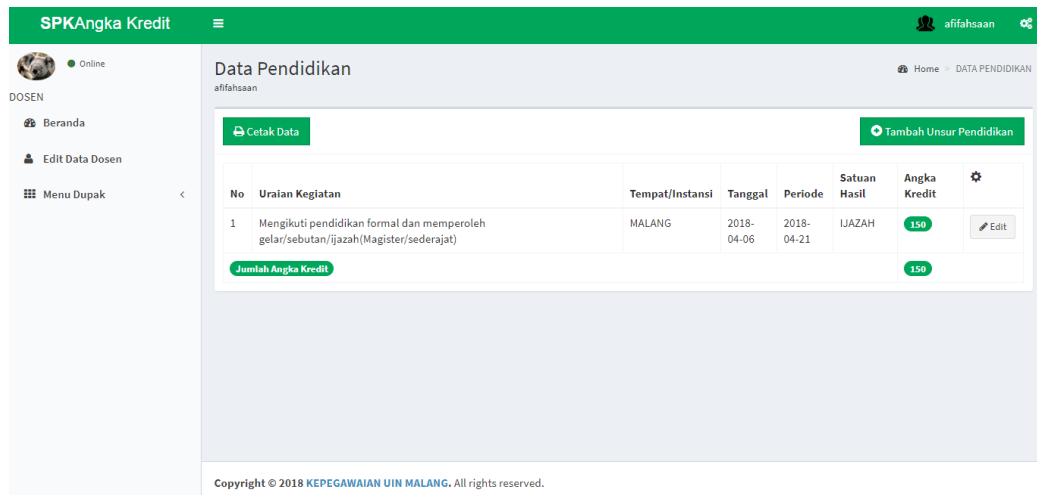 SPKAngka Kredit
afifahsaan
Online
DOSEN
Beranda
Edit Data Dosen
Menu Dupak
Data Pendidikan
afifahsaan
Home > DATA PENDIDIKAN
Cetak Data
Tambah Unsur Pendidikan
No Uraian Kegiatan Tempat/Instansi Tanggal Periode Satuan Hasil Angka Kredit
1 Mengikuti pendidikan formal dan memperoleh gelar/sebutan/ijazah(Magister/sederajat) MALANG 2018-04-06 2018-04-21 IJAZAH 150 Edit
Jumlah Angka Kredit 150
Copyright © 2018 KEPEGAWAIAN UIN MALANG. All rights reserved.